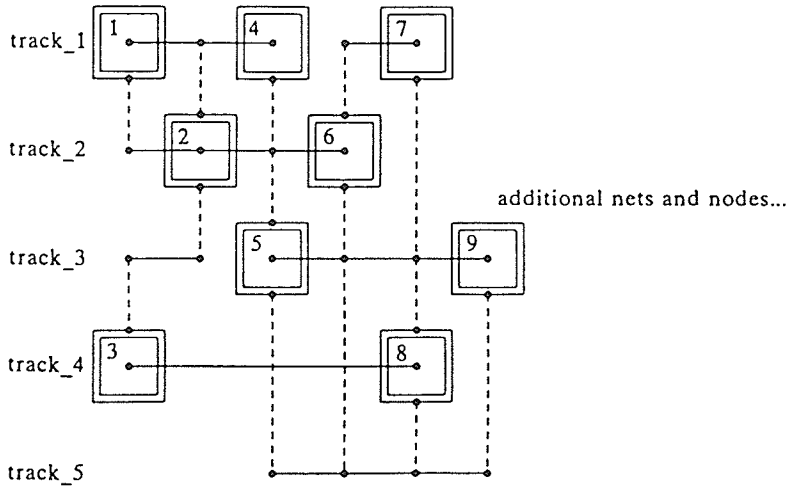 track_1 1 4 7
track_2 2 6
additional nets and nodes...
track_3 5 9
track_4 3 8
track_5